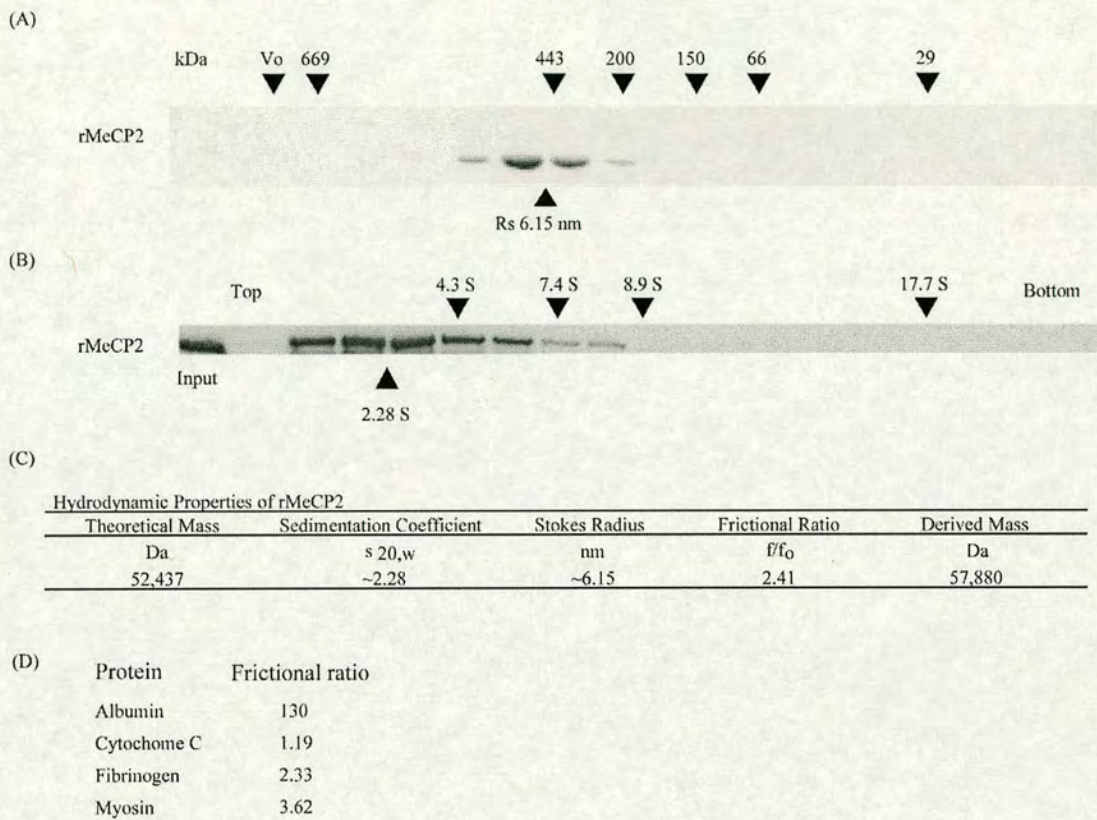 (A)
kDa Vo 669 443 200 150 66 29
rMeCP2
Rs 6.15 nm
(B)
Top 4.3 S 7.4 S 8.9 S 17.7 S Bottom
rMeCP2
Input
2.28 S
(C)
Hydrodynamic Properties of rMeCP2
Theoretical Mass Sedimentation Coefficient Stokes Radius Frictional Ratio Derived Mass
Da s 20,w nm f/fo Da
52,437 ~2.28 ~6.15 2.41 57,880
(D)
Protein Frictional ratio
Albumin 130
Cytochome C 1.19
Fibrinogen 2.33
Myosin 3.62